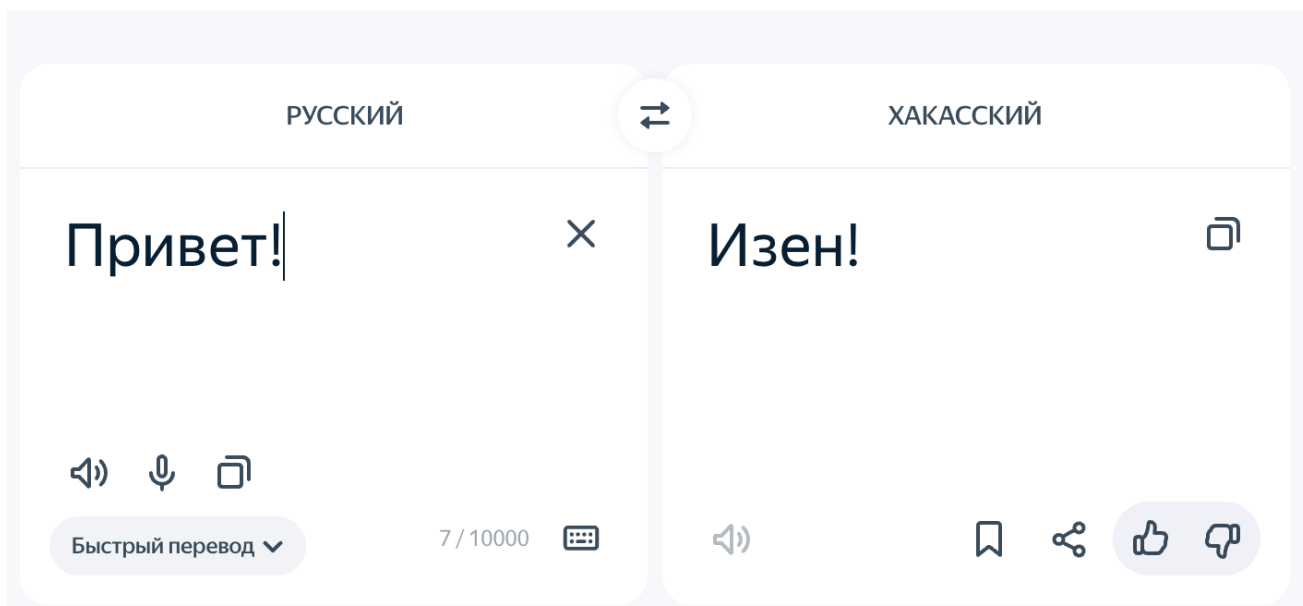 РУССКИЙ
ХАКАССКИЙ
Привет!
Изен!
Быстрый перевод
7 / 10000